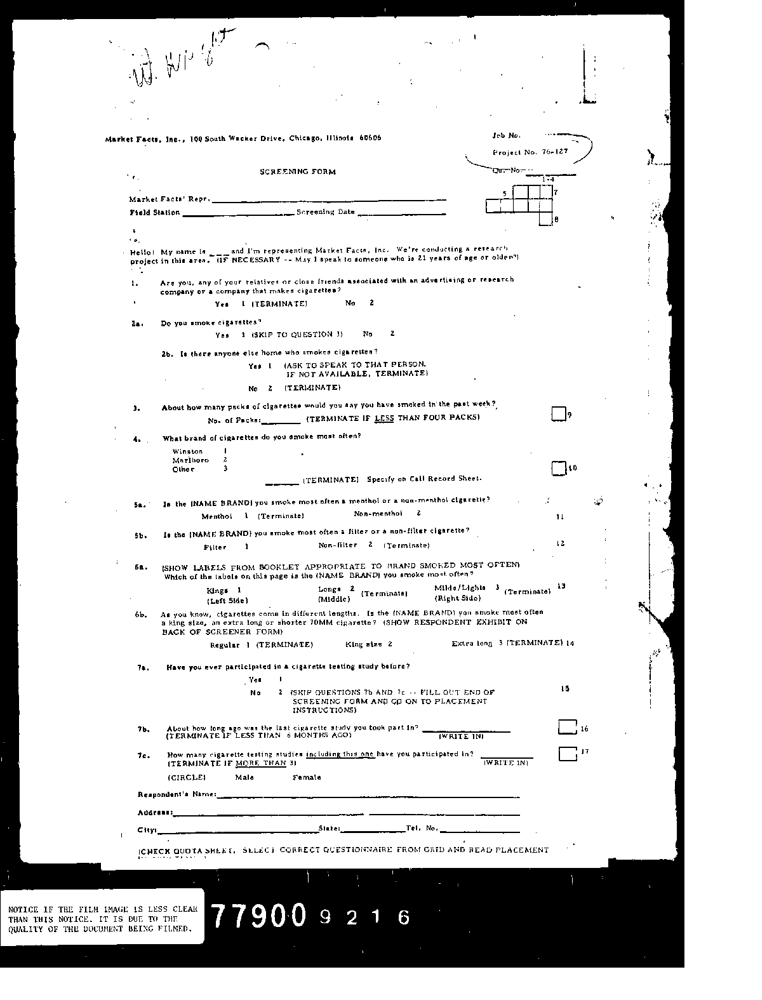 W. Wright
Market Facts, Inc., 100 South Wacker Drive, Chicago, Illinois 60606
Job No.
Project No. 76-127
Qu. No.
1-4
SCREENING FORM
5 7
8
Market Facts' Repr.
Field Station Screening Date
Hello! My name is ___ and I'm representing Market Facts, Inc. We're conducting a research
project in this area. (IF NECESSARY -- May I speak to someone who is 21 years of age or older?)
1. Are you, any of your relatives or close friends associated with an advertising or research
company or a company that makes cigarettes?
Yes 1 (TERMINATE) No 2
2a. Do you smoke cigarettes?
Yes 1 (SKIP TO QUESTION 3) No 2
2b. Is there anyone else home who smokes cigarettes?
Yes 1 (ASK TO SPEAK TO THAT PERSON.
IF NOT AVAILABLE, TERMINATE)
No 2 (TERMINATE)
3. About how many packs of cigarettes would you say you have smoked in the past week?
No. of Packs:_______ (TERMINATE IF LESS THAN FOUR PACKS) 9
4. What brand of cigarettes do you smoke most often?
Winston 1
Marlboro 2
Other 3 10
______ (TERMINATE) Specify on Call Record Sheet.
5a. Is the (NAME BRAND) you smoke most often a menthol or a non-menthol cigarette?
Menthol 1 (Terminate) Non-menthol 2 11
5b. Is the (NAME BRAND) you smoke most often a filter or a non-filter cigarette?
Filter 1 Non-filter 2 (Terminate) 12
6a. (SHOW LABELS FROM BOOKLET APPROPRIATE TO BRAND SMOKED MOST OFTEN)
Which of the labels on this page is the (NAME BRAND) you smoke most often?
Kings 1 Longs 2 (Terminate) Milds/Lights 3 (Terminate) 13
(Left Side) (Middle) (Right Side)
6b. As you know, cigarettes come in different lengths. Is the (NAME BRAND) you smoke most often
a king size, an extra long or shorter 70MM cigarette? (SHOW RESPONDENT EXHIBIT ON
BACK OF SCREENER FORM)
Regular 1 (TERMINATE) King size 2 Extra long 3 (TERMINATE) 14
7a. Have you ever participated in a cigarette testing study before?
Yes 1
No 2 (SKIP QUESTIONS 7b AND 7c -- FILL OUT END OF 15
SCREENING FORM AND GO ON TO PLACEMENT
INSTRUCTIONS)
7b. About how long ago was the last cigarette study you took part in? 16
(TERMINATE IF LESS THAN 6 MONTHS AGO) (WRITE IN)
7c. How many cigarette testing studies including this one have you participated in? 17
(TERMINATE IF MORE THAN 3) (WRITE IN)
(CIRCLE) Male Female
Respondent's Name:
Address:
City: State: Tel. No.
(CHECK QUOTA SHEET. SELECT CORRECT QUESTIONNAIRE FROM GRID AND READ PLACEMENT
NOTICE IF THE FILM IMAGE IS LESS CLEAR
THAN THIS NOTICE. IT IS DUE TO THE
QUALITY OF THE DOCUMENT BEING FILMED.
77900 9216